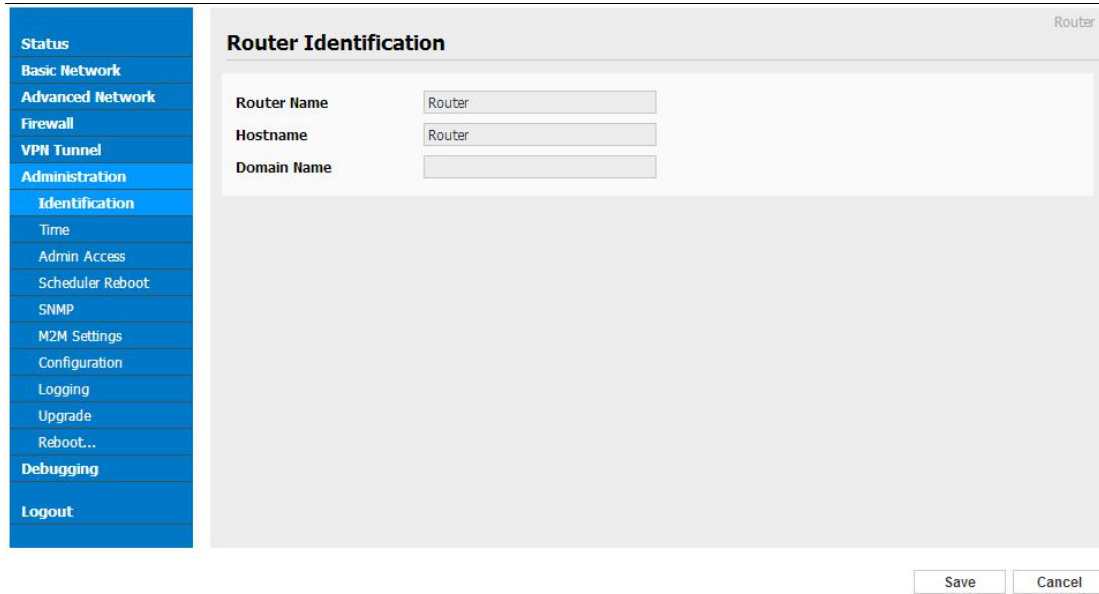 Router
Status
Basic Network
Advanced Network
Firewall
VPN Tunnel
Administration
Identification
Time
Admin Access
Scheduler Reboot
SNMP
M2M Settings
Configuration
Logging
Upgrade
Reboot...
Debugging
Logout
Router Identification
Router Name Router
Hostname Router
Domain Name
Save Cancel